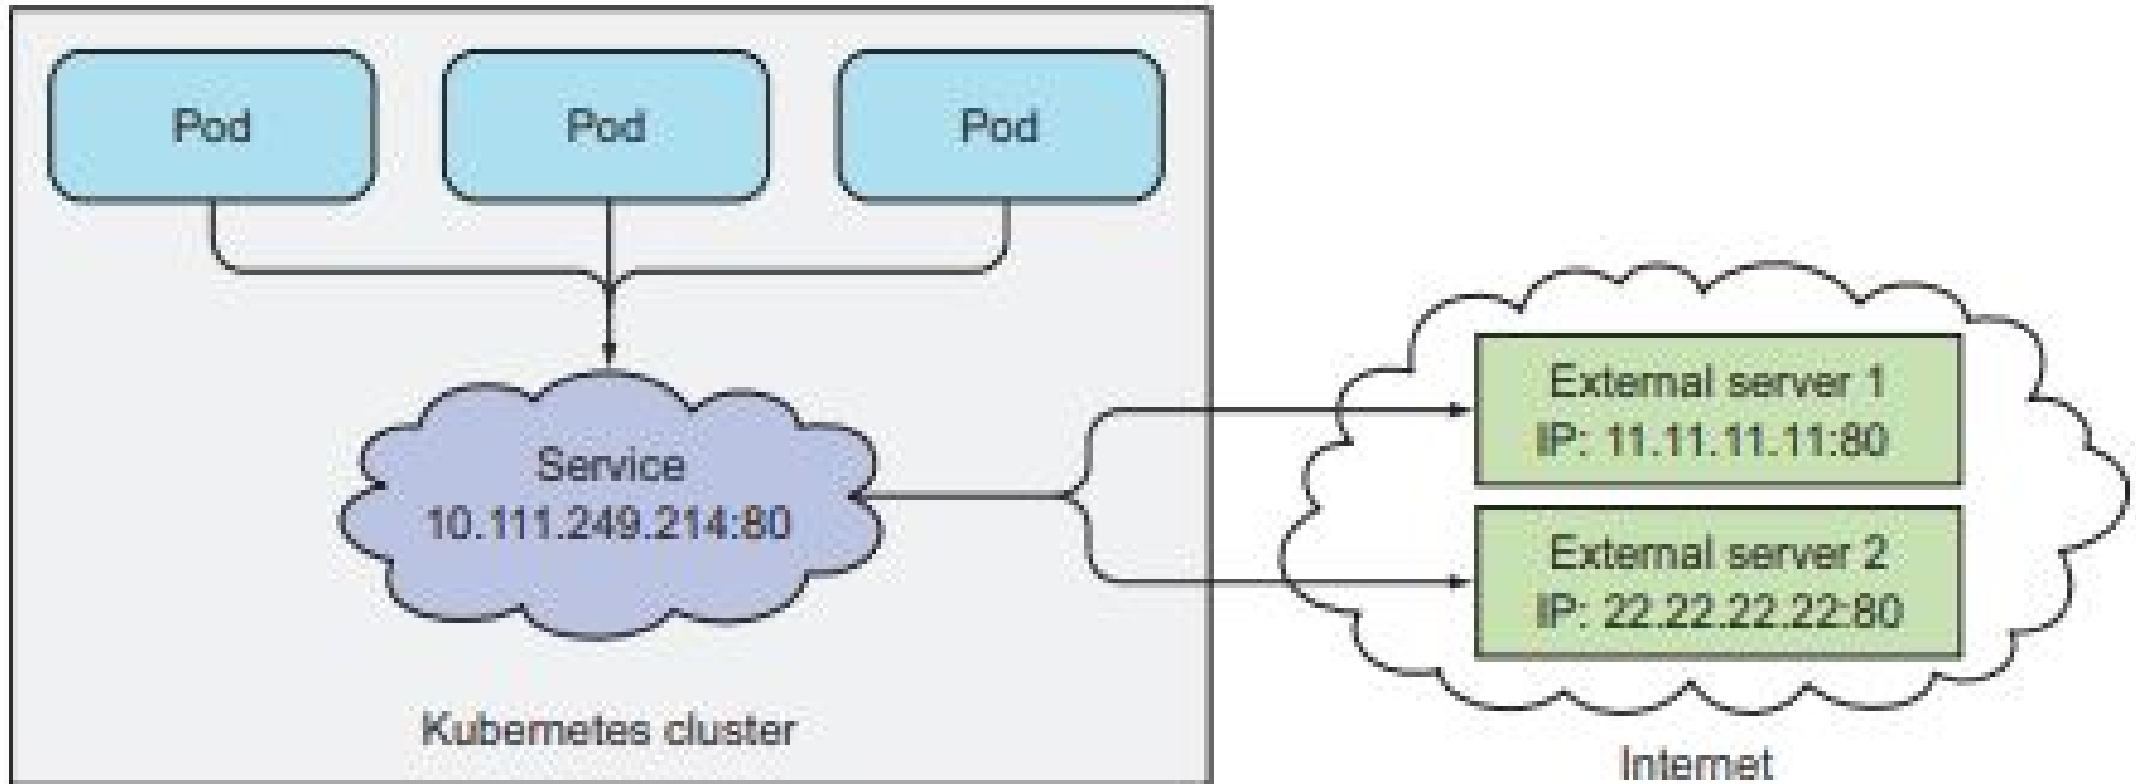 Pod
Pod
Pod
Service
10.111.249.214:80
Kubernetes cluster
External server 1
IP: 11.11.11.11:80
External server 2
IP: 22.22.22.22:80
Internet